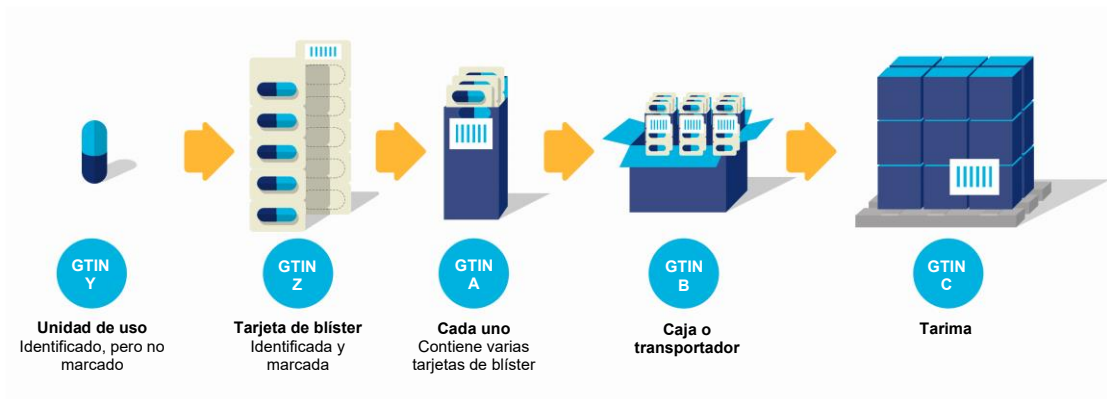 GTIN
Y
GTIN
Z
GTIN
A
GTIN
B
GTIN
C
Unidad de uso
Identificado, pero no
marcado
Tarjeta de blíster
Identificada y
marcada
Cada uno
Contiene varias
tarjetas de blíster
Caja o
transportador
Tarima